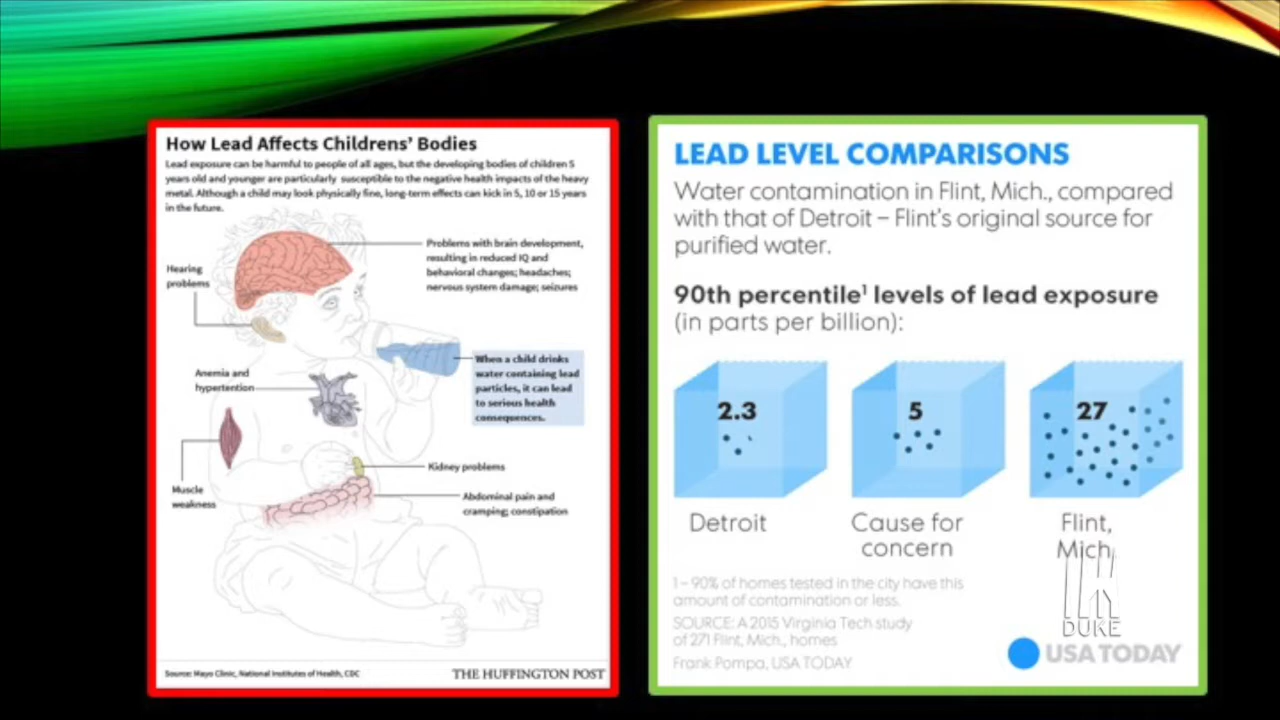 How Lead Affects Childrens' Bodies
Lead exposure can be harmful to people of all ages, but the developing bodies of children 5
years old and younger are particularly susceptible to the negative health impacts of the heavy
metal. Although a child may look physically fine, long-term effects can kick in 5, 10 or 15 years
in the future.
Problems with brain development,
resulting in reduced IQ and
behavioral changes; headaches;
nervous system damage; seizures
Hearing
problems
When a child drinks
water containing lead
particles, it can lead
to serious health
consequences.
Anemia and
hypertention
Kidney problems
Muscle
weakness
Abdominal pain and
cramping; constipation
Source: Mayo Clinic, National Institutes of Health, CDC
THE HUFFINGTON POST
LEAD LEVEL COMPARISONS
Water contamination in Flint, Mich., compared
with that of Detroit – Flint's original source for
purified water.
90th percentile¹ levels of lead exposure
(in parts per billion):
2.3
5
27
Detroit
Cause for
concern
Flint,
Mich.
1 – 90% of homes tested in the city have this
amount of contamination or less.
SOURCE: A 2015 Virginia Tech study
of 271 Flint, Mich., homes
Frank Pompa, USA TODAY
DUKE
USA TODAY